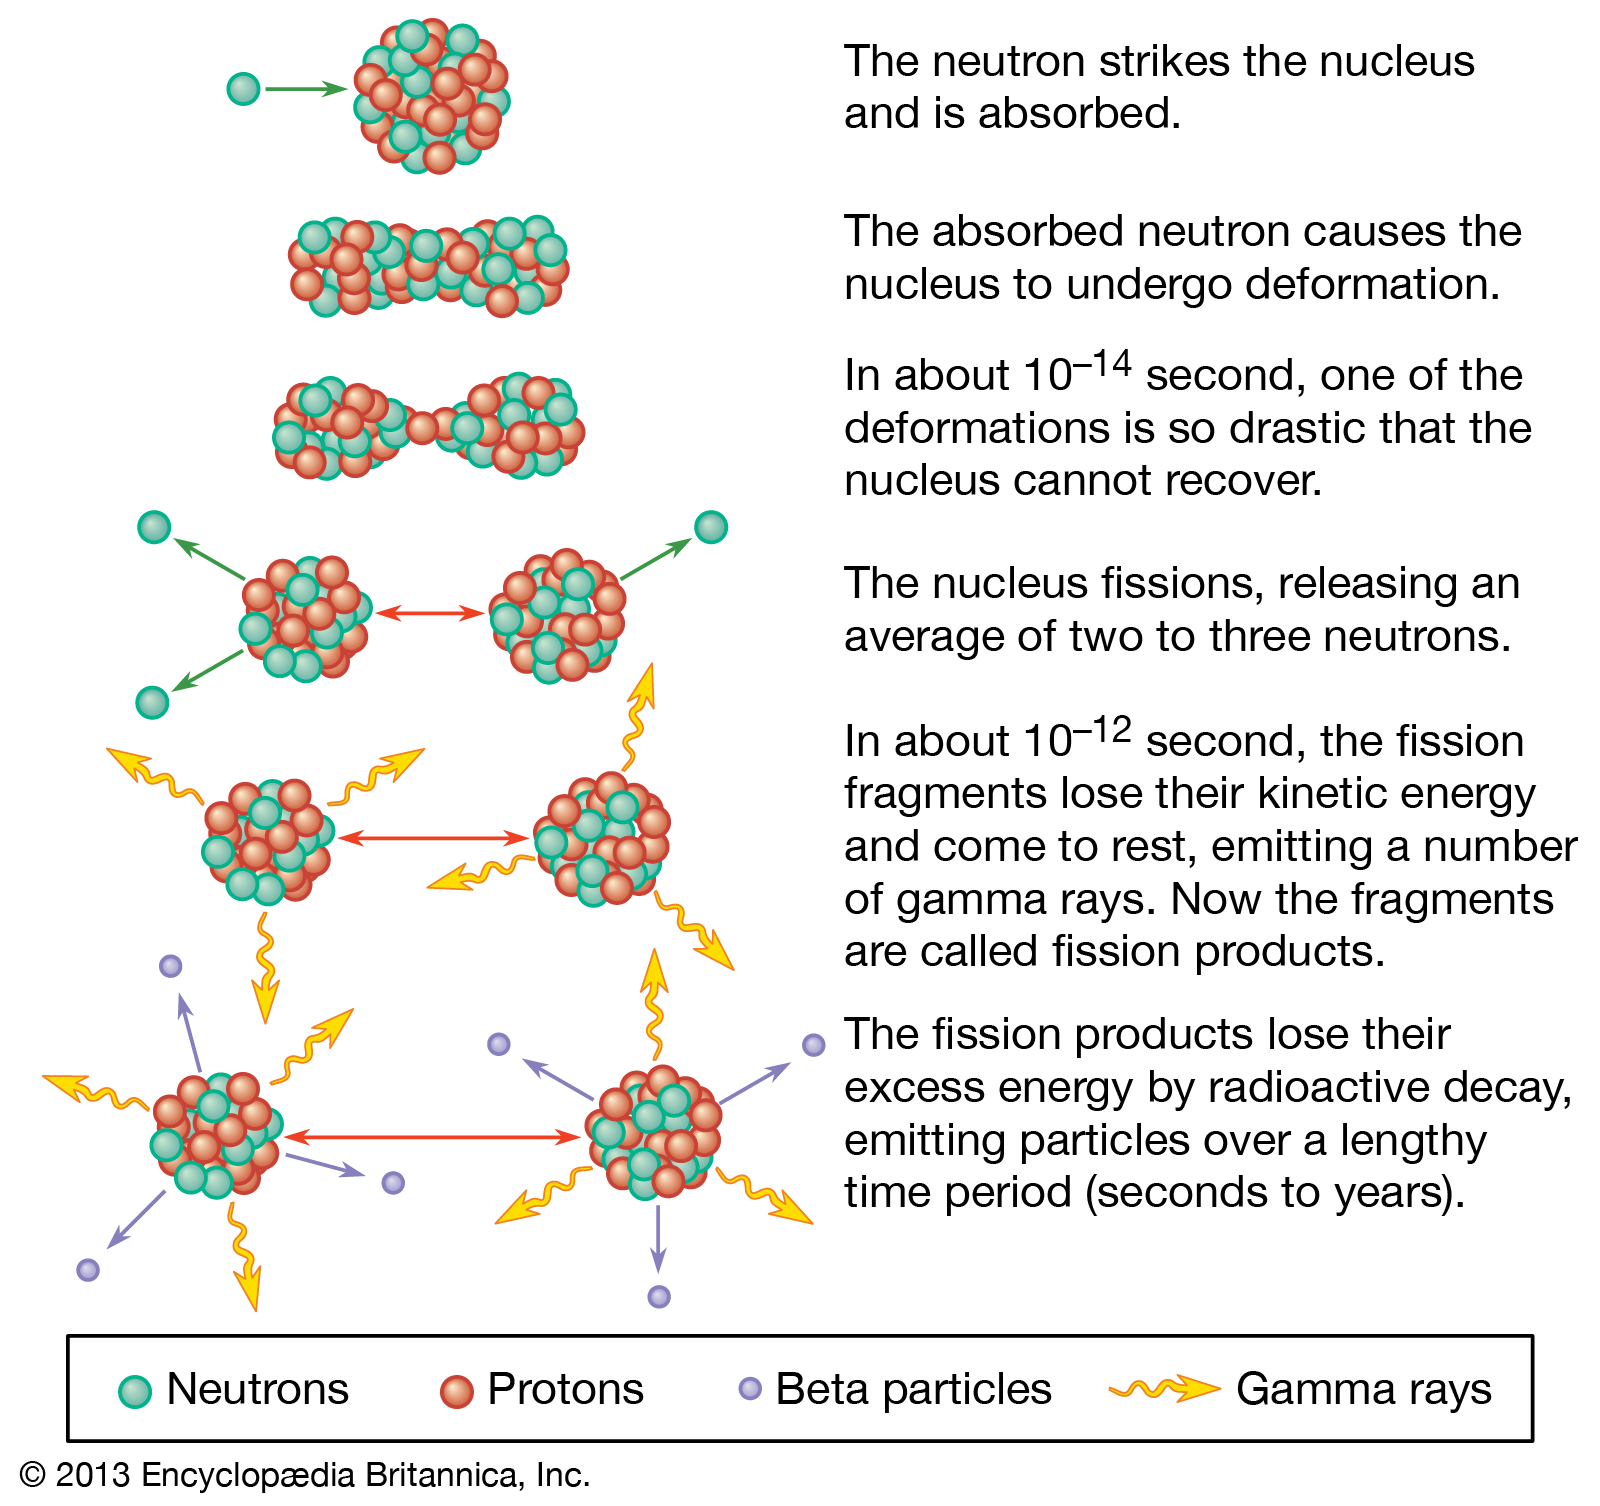 The neutron strikes the nucleus
and is absorbed.
The absorbed neutron causes the
nucleus to undergo deformation.
In about 10⁻¹⁴ second, one of the
deformations is so drastic that the
nucleus cannot recover.
The nucleus fissions, releasing an
average of two to three neutrons.
In about 10⁻¹² second, the fission
fragments lose their kinetic energy
and come to rest, emitting a number
of gamma rays. Now the fragments
are called fission products.
The fission products lose their
excess energy by radioactive decay,
emitting particles over a lengthy
time period (seconds to years).
Neutrons Protons Beta particles Gamma rays
© 2013 Encyclopædia Britannica, Inc.